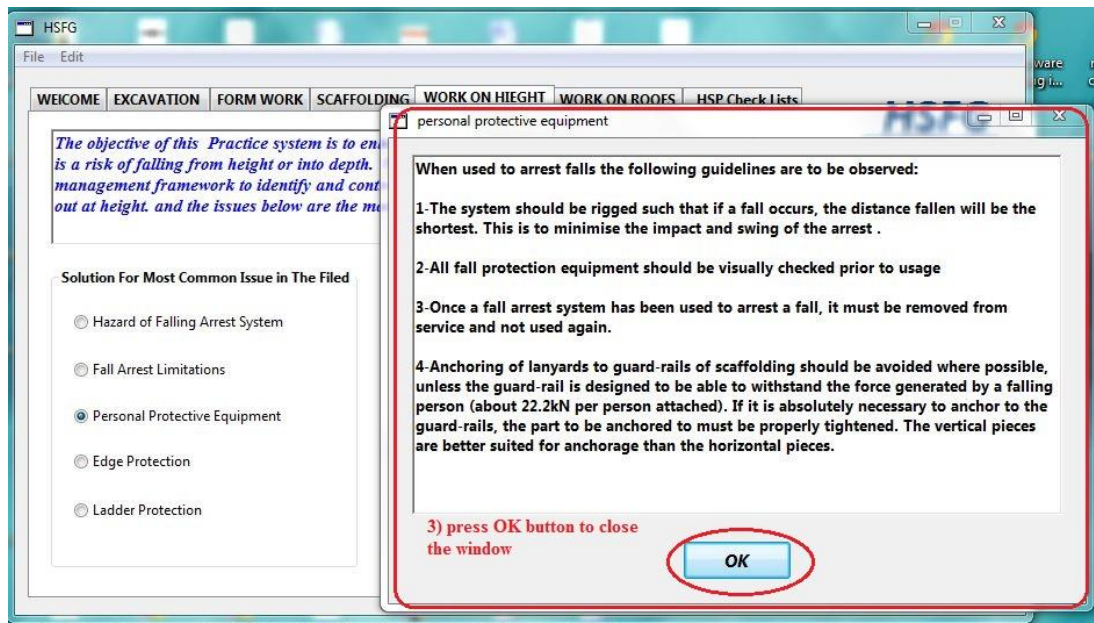 HSFG
File Edit
WElCOME EXCAVATION FORM WORK SCAFFOLDING WORK ON HIEGHT WORK ON ROOFS HSP Check Lists
HSFG
The objective of this Practice system is to
is a risk of falling from height or into depth.
management framework to identify and
out at height. and the issues below are the
Solution For Most Common Issue in The Filed
Hazard of Falling Arrest System
Fall Arrest Limitations
Personal Protective Equipment
Edge Protection
Ladder Protection
personal protective equipment
When used to arrest falls the following guidelines are to be observed:
1-The system should be rigged such that if a fall occurs, the distance fallen will be the
shortest. This is to minimise the impact and swing of the arrest .
2-All fall protection equipment should be visually checked prior to usage
3-Once a fall arrest system has been used to arrest a fall, it must be removed from
service and not used again.
4-Anchoring of lanyards to guard-rails of scaffolding should be avoided where possible,
unless the guard-rail is designed to be able to withstand the force generated by a falling
person (about 22.2kN per person attached). If it is absolutely necessary to anchor to the
guard-rails, the part to be anchored to must be properly tightened. The vertical pieces
are better suited for anchorage than the horizontal pieces.
3) press OK button to close
the window
OK